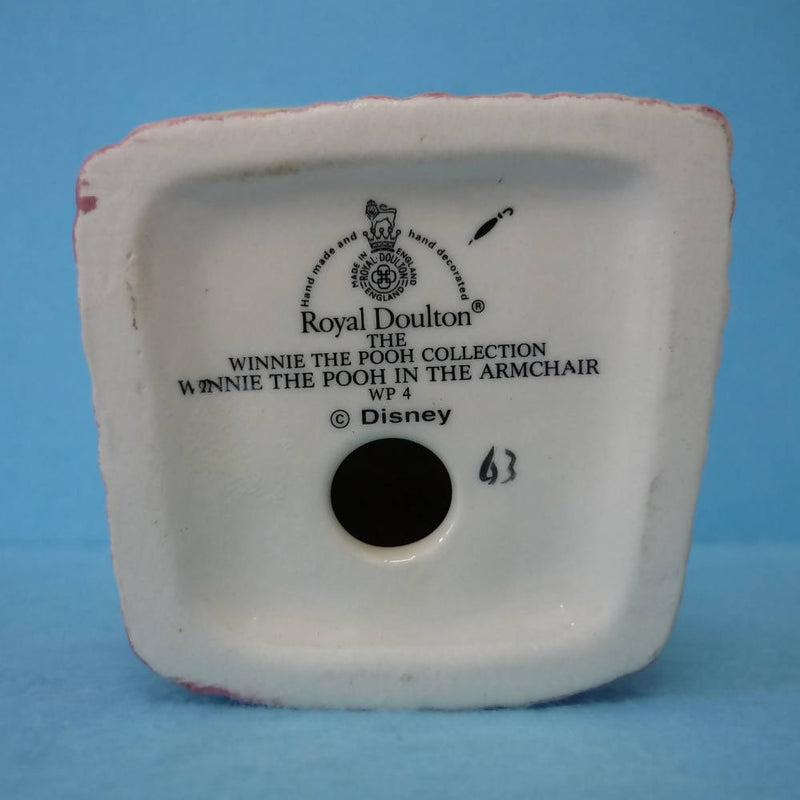 Hand made and hand decorated
MADE IN ENGLAND
ROYAL DOULTON
ENGLAND
Royal Doulton®
THE
WINNIE THE POOH COLLECTION
WINNIE THE POOH IN THE ARMCHAIR
WP 4
© Disney
63